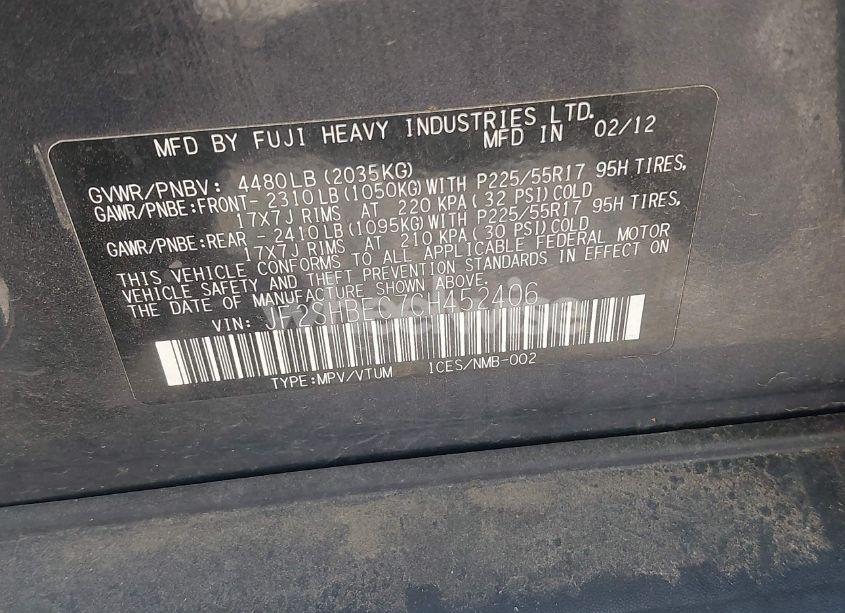 MFD BY FUJI HEAVY INDUSTRIES LTD.
MFD IN 02/12
GVWR/PNBV: 4480LB (2035KG)
GAWR/PNBE:FRONT- 2310LB(1050KG)WITH P225/55R17 95H TIRES,
17X7J RIMS AT 220 KPA(32 PSI)COLD
GAWR/PNBE:REAR - 2410LB(1095KG)WITH P225/55R17 95H TIRES,
17X7J RIMS AT 210 KPA(30 PSI)COLD
THIS VEHICLE CONFORMS TO ALL APPLICABLE FEDERAL MOTOR
VEHICLE SAFETY AND THEFT PREVENTION STANDARDS IN EFFECT ON
THE DATE OF MANUFACTURE SHOWN ABOVE.
VIN:
TYPE:MPV/VTUM ICES/NMB-002